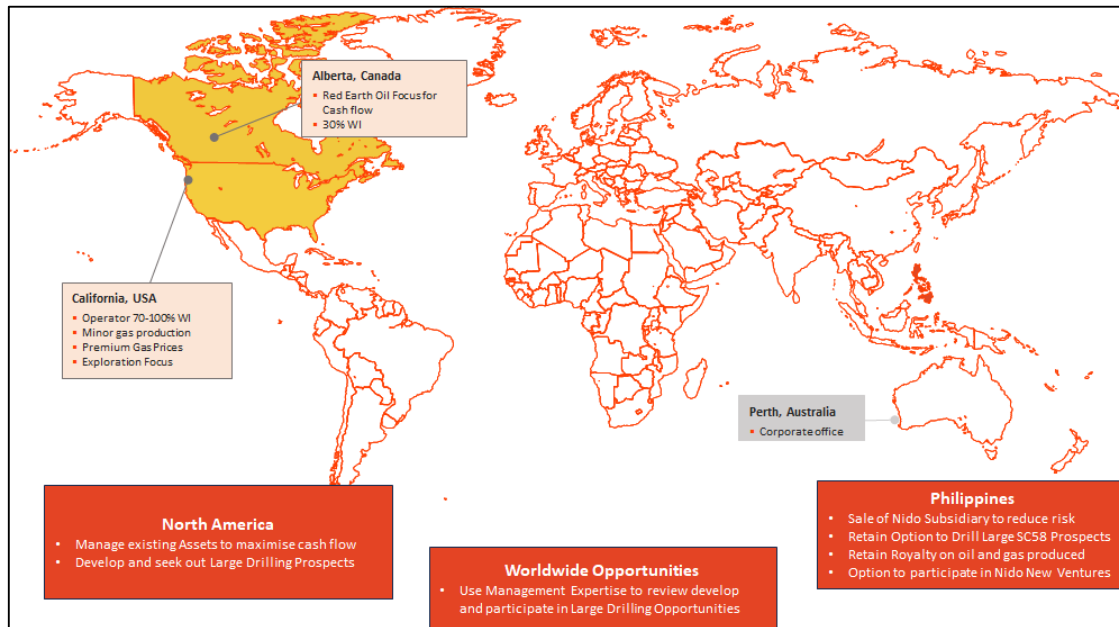 Alberta, Canada
▪ Red Earth Oil Focus for
Cash flow
▪ 30% WI
California, USA
▪ Operator 70-100% WI
▪ Minor gas production
▪ Premium Gas Prices
▪ Exploration Focus
Perth, Australia
▪ Corporate office
North America
• Manage existing Assets to maximise cash flow
• Develop and seek out Large Drilling Prospects
Worldwide Opportunities
• Use Management Expertise to review develop
and participate in Large Drilling Opportunities
Philippines
• Sale of Nido Subsidiary to reduce risk
• Retain Option to Drill Large SC58 Prospects
• Retain Royalty on oil and gas produced
• Option to participate in Nido New Ventures